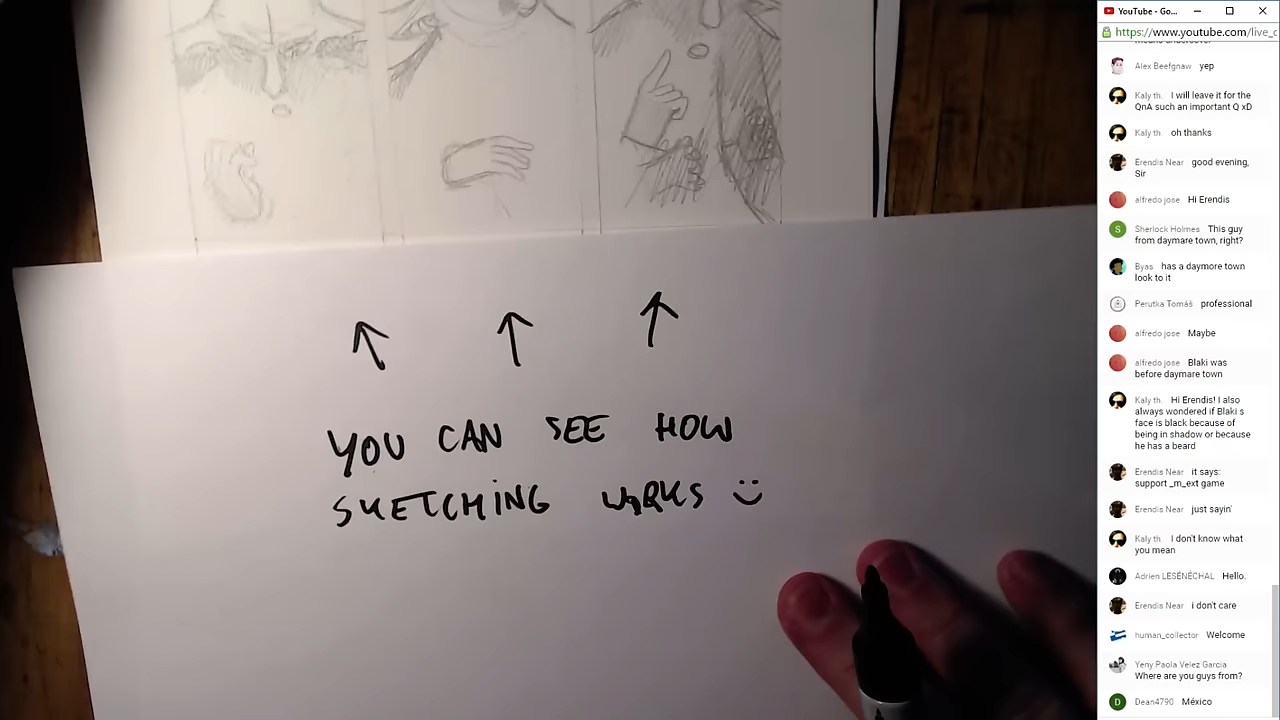 YOU CAN SEE HOW
SKETCHING WORKS
YouTube - Go...
https://www.youtube.com/live_c
Alex Beefgnaw yep
Kaly th. I will leave it for the
QnA such an important Q xD
Kaly th. oh thanks
Erendis Near good evening,
Sir
alfredo jose Hi Erendis
S
Sherlock Holmes This guy
from daymare town, right?
Byas has a daymore town
look to it
Perutka Tomáš professional
alfredo jose Maybe
alfredo jose Blaki was
before daymare town
Kaly th. Hi Erendis! I also
always wondered if Blaki s
face is black because of
being in shadow or because
he has a beard
Erendis Near it says:
support _m_ext game
Erendis Near just sayin'
Kaly th. I don't know what
you mean
Adrien LESÉNÉCHAL Hello.
Erendis Near i don't care
human_collector Welcome
Yeny Paola Velez Garcia
Where are you guys from?
D
Dean4790 México